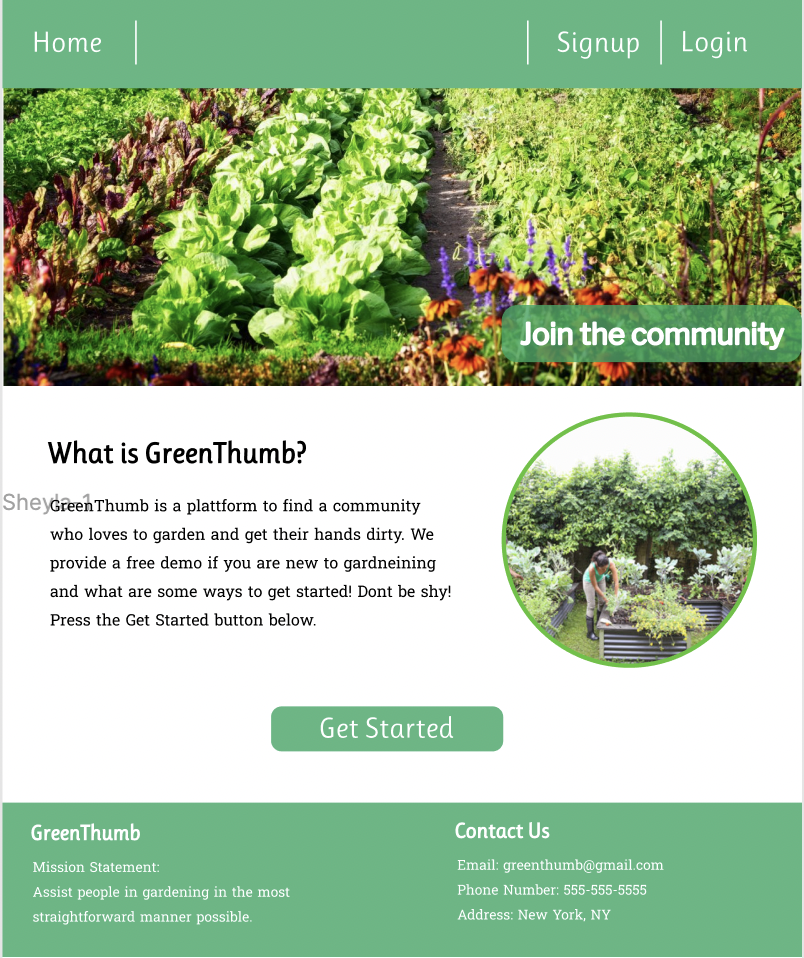 Home
Signup
Login
Join the community
What is GreenThumb?
Sheyla-1
GreenThumb is a plattform to find a community
who loves to garden and get their hands dirty. We
provide a free demo if you are new to gardneining
and what are some ways to get started! Dont be shy!
Press the Get Started button below.
Get Started
GreenThumb
Mission Statement:
Assist people in gardening in the most
straightforward manner possible.
Contact Us
Email: greenthumb@gmail.com
Phone Number: 555-555-5555
Address: New York, NY